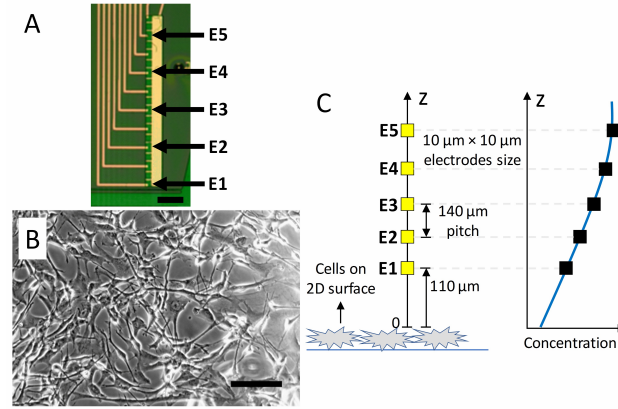 A
E5
E4
E3
E2
E1
B
C
Z
E5
10 µm × 10 µm
electrodes size
E4
E3
140 µm
pitch
E2
E1
110 µm
Cells on
2D surface
0
Z
Concentration